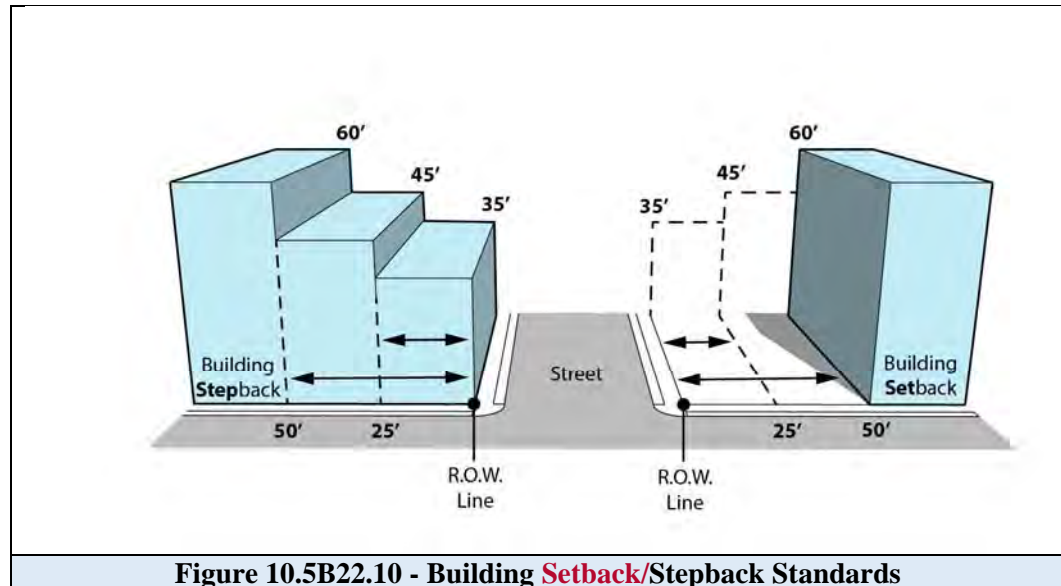 60'
45'
35'
60'
45'
35'
Building
Stepback
Street
Building
Setback
50'
25'
25'
50'
R.O.W.
Line
R.O.W.
Line
Figure 10.5B22.10 - Building Setback/Stepback Standards